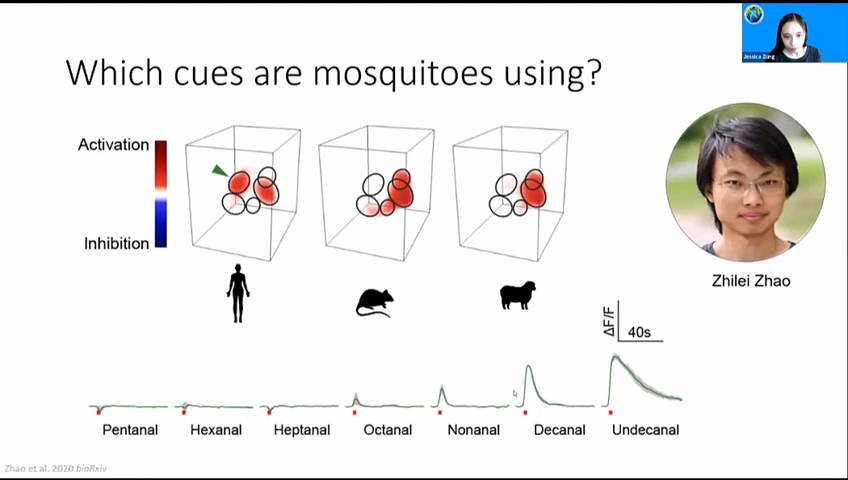 Jessica Zung
Which cues are mosquitoes using?
Activation
Inhibition
Zhilei Zhao
ΔF/F
40s
Pentanal Hexanal Heptanal Octanal Nonanal Decanal Undecanal
Zhao et al. 2020 bioRxiv